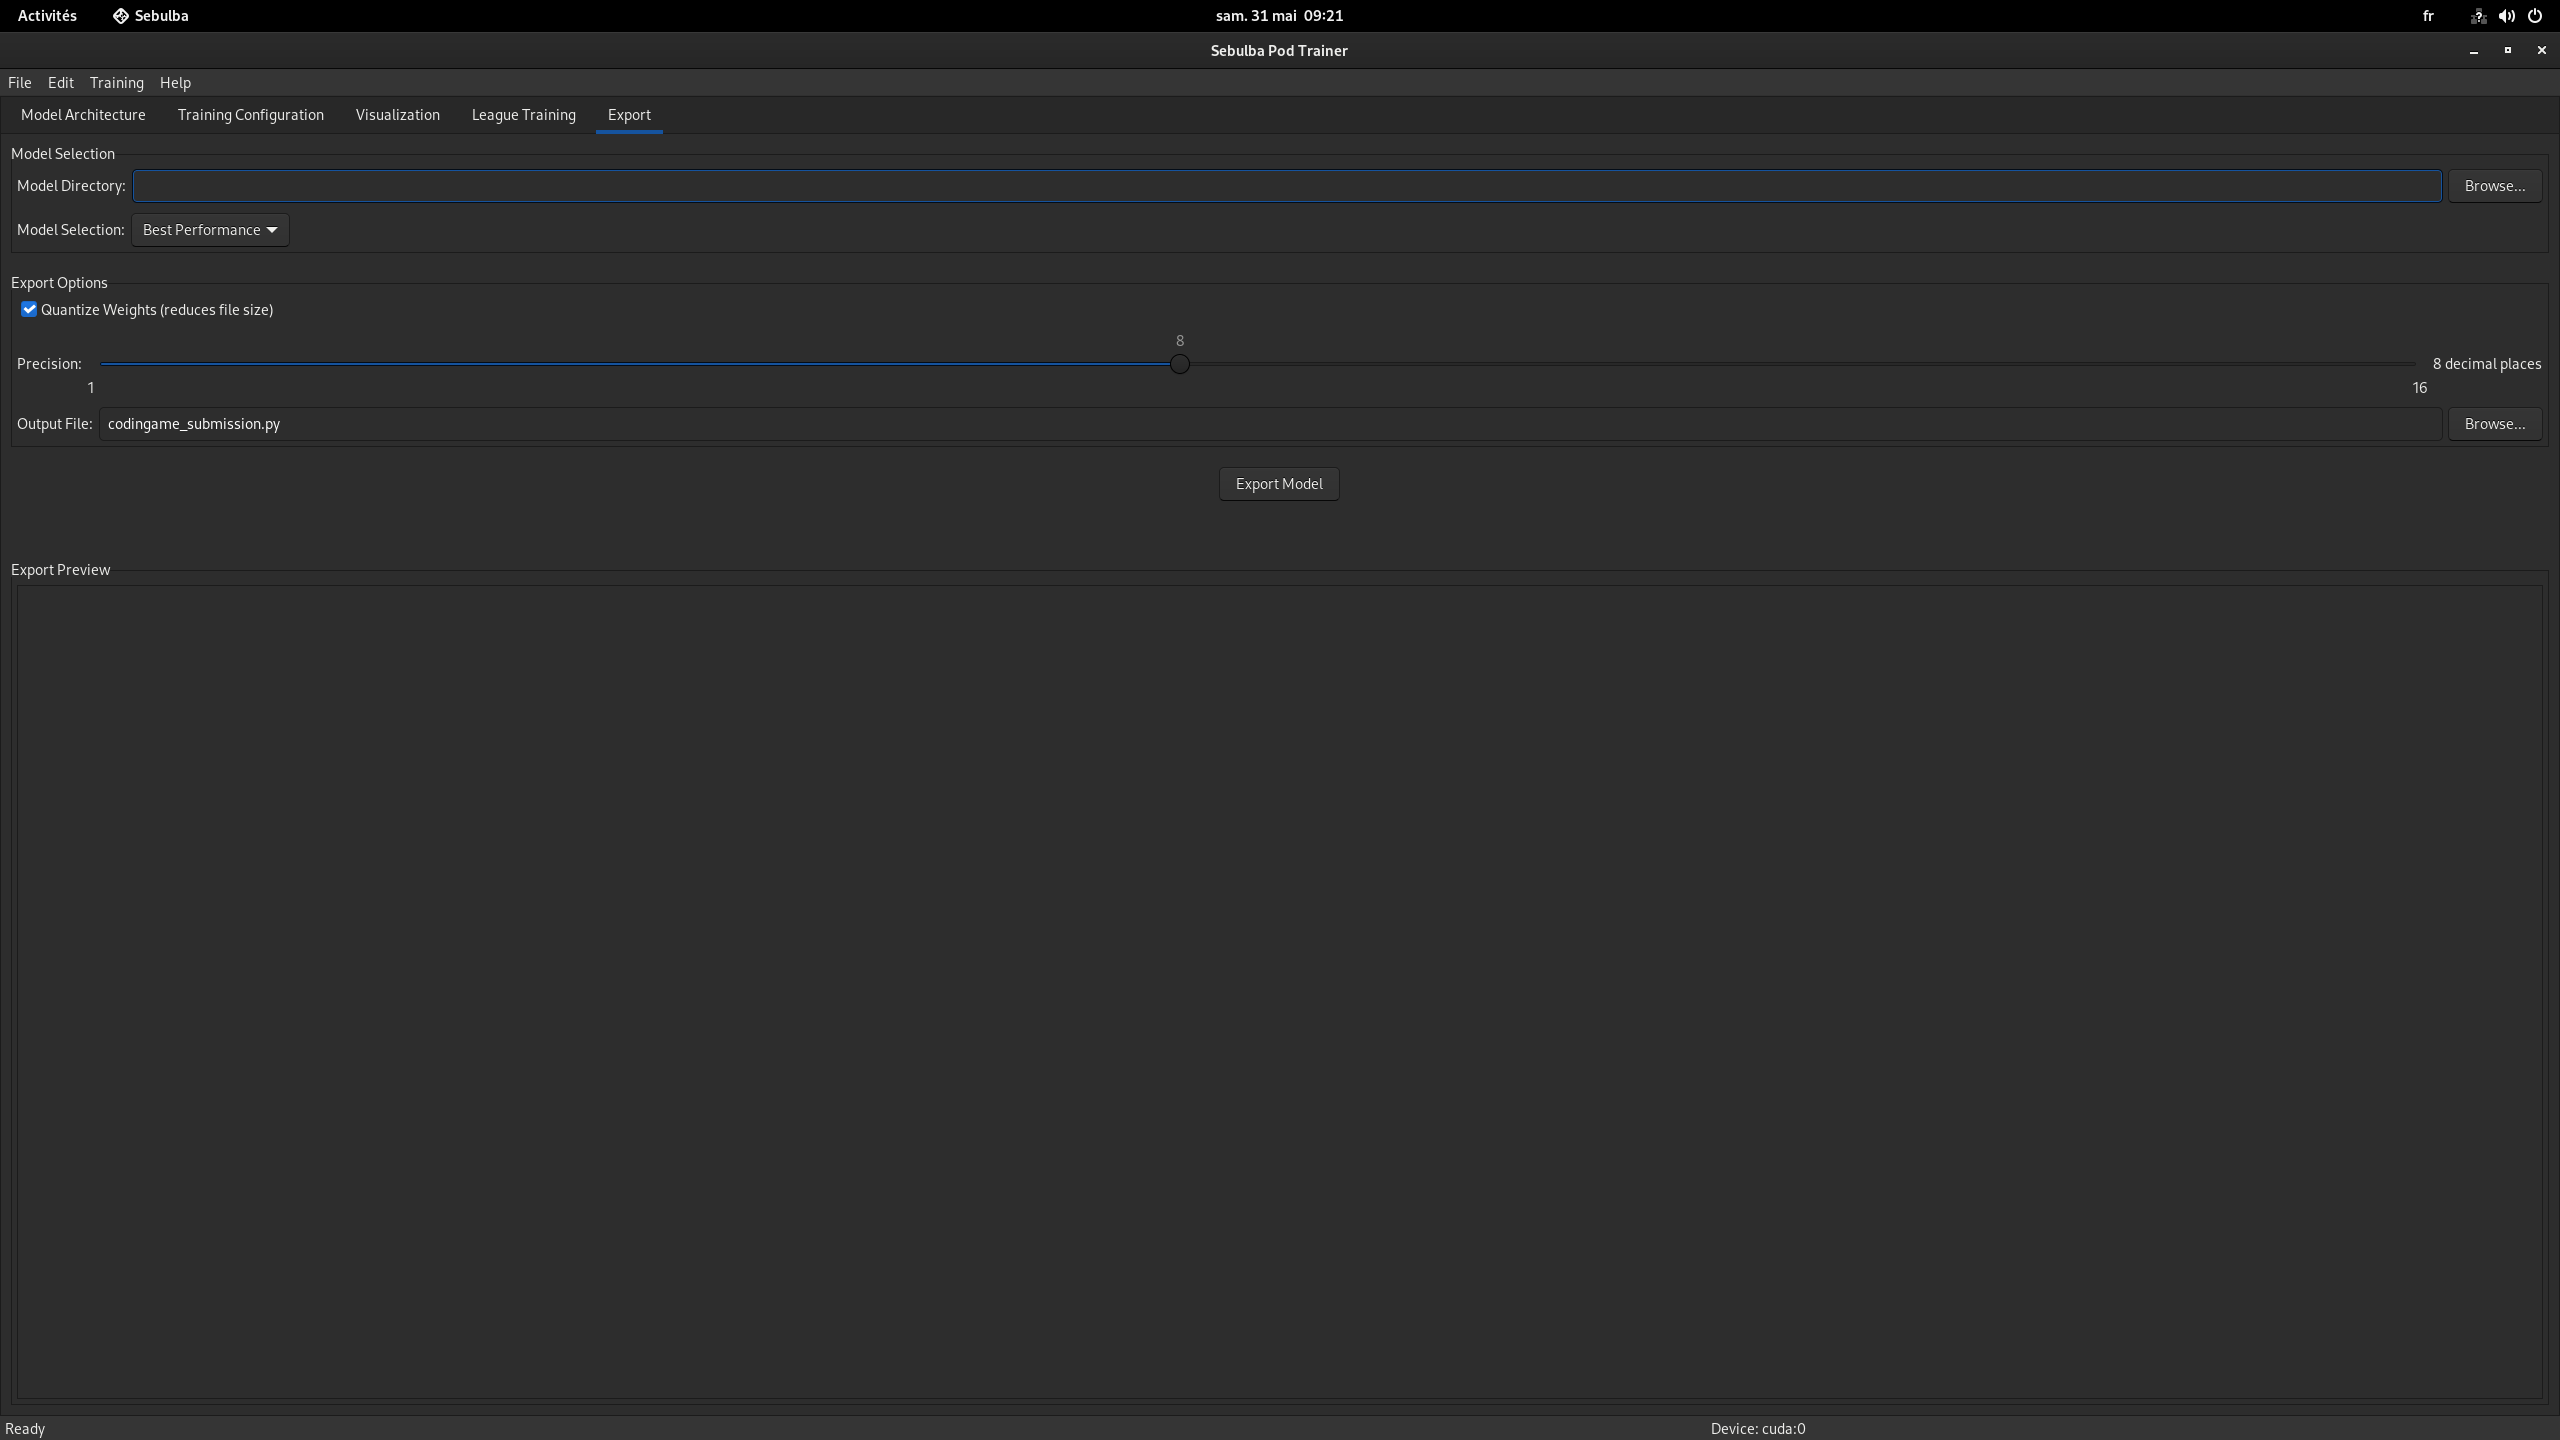 Activités Sebulba sam. 31 mai 09:21 fr
Sebulba Pod Trainer
File Edit Training Help
Model Architecture Training Configuration Visualization League Training Export
Model Selection
Model Directory: Browse...
Model Selection: Best Performance
Export Options
Quantize Weights (reduces file size)
8
Precision: 8 decimal places
1 16
Output File: codingame_submission.py Browse...
Export Model
Export Preview
Ready Device: cuda:0